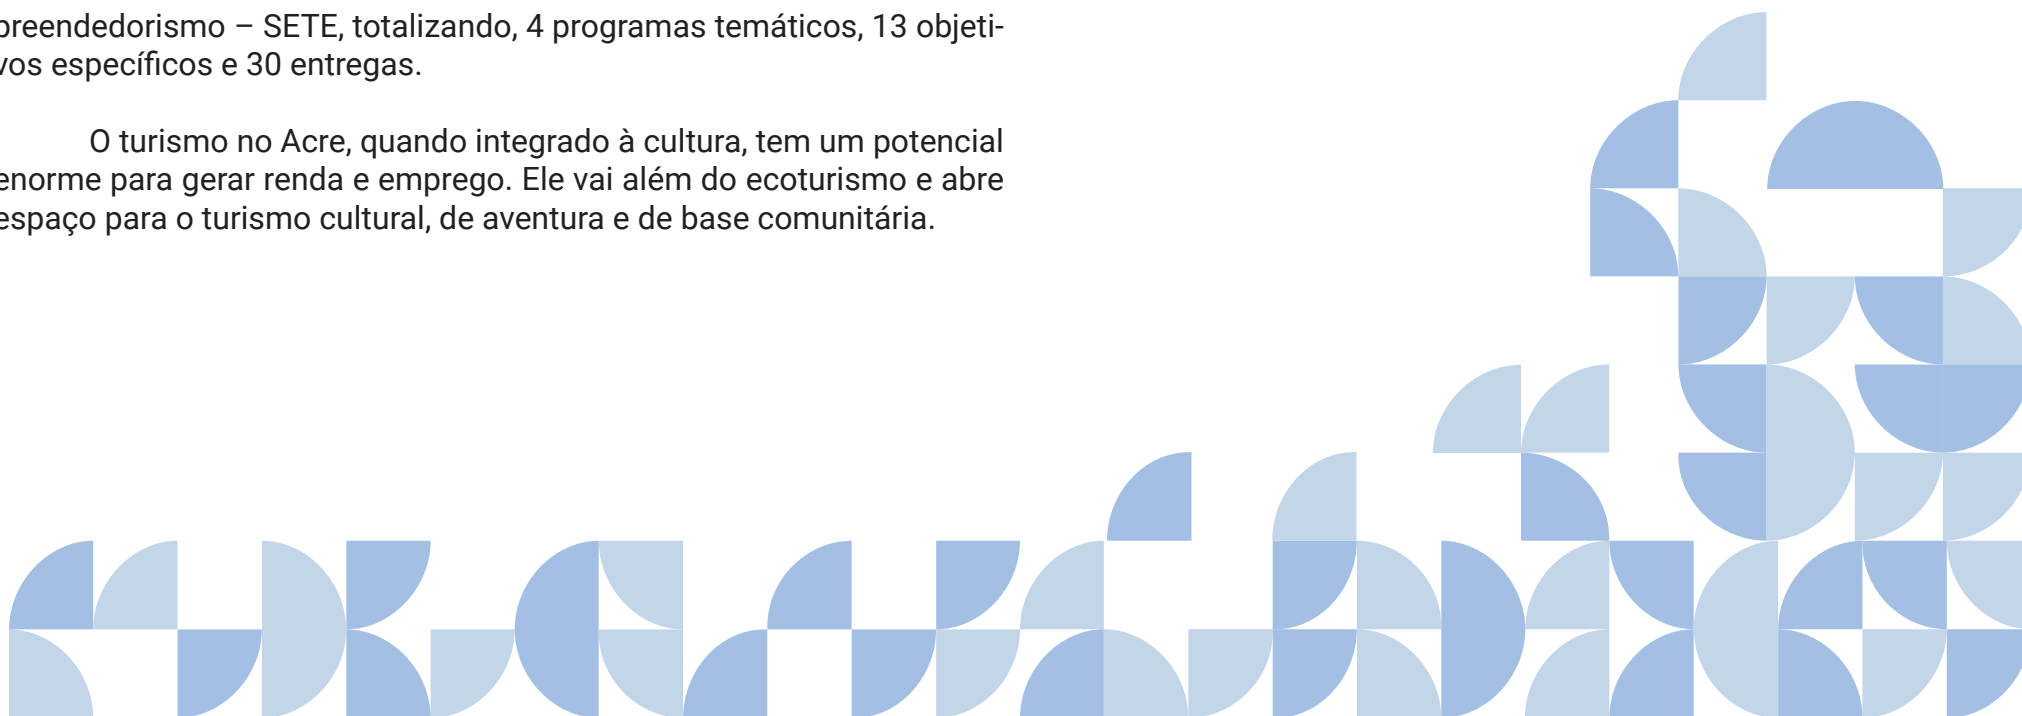 preendedorismo – SETE, totalizando, 4 programas temáticos, 13 objeti-
vos específicos e 30 entregas.
O turismo no Acre, quando integrado à cultura, tem um potencial
enorme para gerar renda e emprego. Ele vai além do ecoturismo e abre
espaço para o turismo cultural, de aventura e de base comunitária.